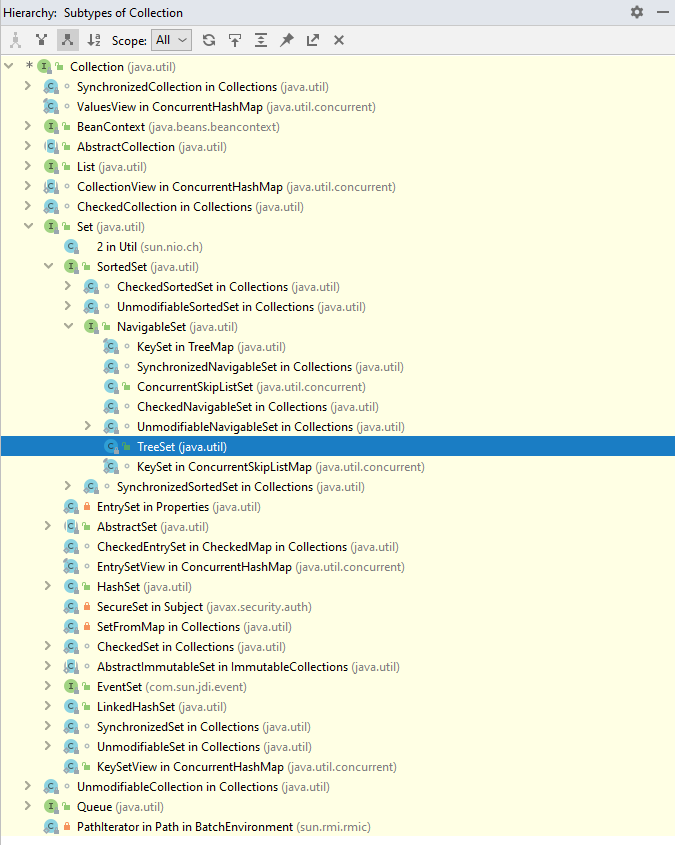 Hierarchy: Subtypes of Collection
Scope: All
* Collection (java.util)
SynchronizedCollection in Collections (java.util)
ValuesView in ConcurrentHashMap (java.util.concurrent)
BeanContext (java.beans.beancontext)
AbstractCollection (java.util)
List (java.util)
CollectionView in ConcurrentHashMap (java.util.concurrent)
CheckedCollection in Collections (java.util)
Set (java.util)
2 in Util (sun.nio.ch)
SortedSet (java.util)
CheckedSortedSet in Collections (java.util)
UnmodifiableSortedSet in Collections (java.util)
NavigableSet (java.util)
KeySet in TreeMap (java.util)
SynchronizedNavigableSet in Collections (java.util)
ConcurrentSkipListSet (java.util.concurrent)
CheckedNavigableSet in Collections (java.util)
UnmodifiableNavigableSet in Collections (java.util)
TreeSet (java.util)
KeySet in ConcurrentSkipListMap (java.util.concurrent)
SynchronizedSortedSet in Collections (java.util)
EntrySet in Properties (java.util)
AbstractSet (java.util)
CheckedEntrySet in CheckedMap in Collections (java.util)
EntrySetView in ConcurrentHashMap (java.util.concurrent)
HashSet (java.util)
SecureSet in Subject (javax.security.auth)
SetFromMap in Collections (java.util)
CheckedSet in Collections (java.util)
AbstractImmutableSet in ImmutableCollections (java.util)
EventSet (com.sun.jdi.event)
LinkedHashSet (java.util)
SynchronizedSet in Collections (java.util)
UnmodifiableSet in Collections (java.util)
KeySetView in ConcurrentHashMap (java.util.concurrent)
UnmodifiableCollection in Collections (java.util)
Queue (java.util)
PathIterator in Path in BatchEnvironment (sun.rmi.rmic)